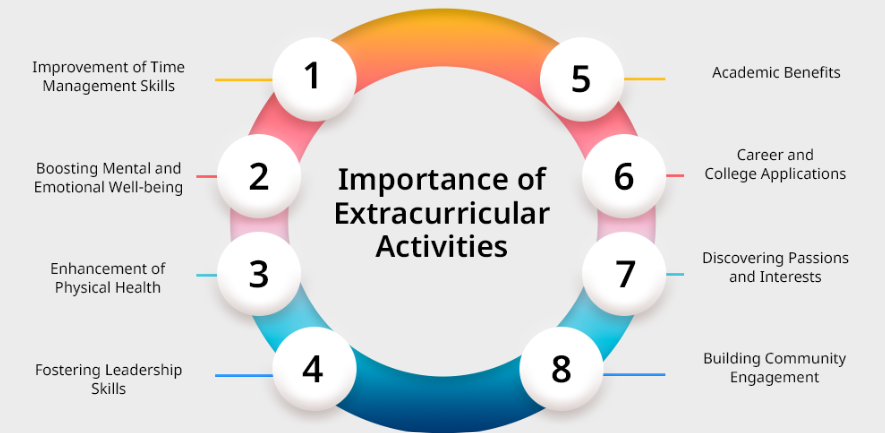 Importance of
Extracurricular
Activities
1
Improvement of Time
Management Skills
2
Boosting Mental and
Emotional Well-being
3
Enhancement of
Physical Health
4
Fostering Leadership
Skills
5
Academic Benefits
6
Career and
College Applications
7
Discovering Passions
and Interests
8
Building Community
Engagement